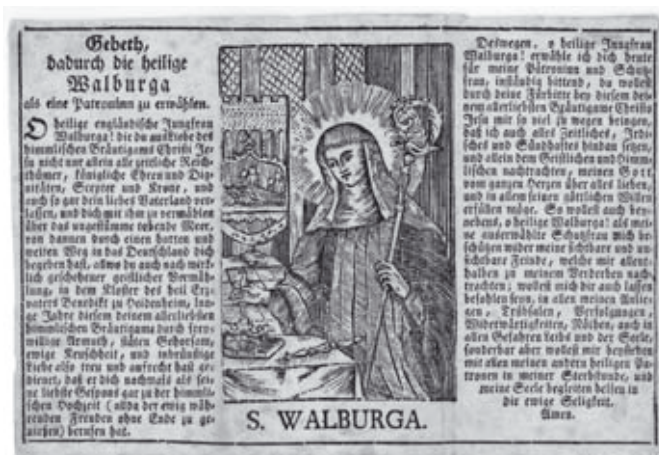 Gebeth,
dadurch die heilige
Walburga
als eine Patroninn zu erwählen.
O heilige engländische Jungfrau
Walburga! die du aus Liebe des
himmlischen Bräutigams Christi Je-
su nicht nur allein alle zeitliche Reich-
thümer, königliche Ehren und Dig-
nitäten, Scepter und Krone, und
auch so gar dein liebes Vaterland ver-
lassen, und dich mit ihm zu vermählen
über das ungestümme tobende Meer,
von dannen durch einen harten und
weiten Weg in das Deutschland dich
begeben hast, allwo du auch nach wirk-
lich geschehener geistlicher Vermäh-
lung, in dem Kloster des heil Erz-
vaters Benedikt zu Heidenheim, lan-
ge Jahre diesem deinem allerliebsten
himmlischen Bräutigam durch frey-
willige Armuth, stäten Gehorsam,
ewige Keuschheit, und inbrünstige
Liebe also treu und aufrecht hast ge-
dienet, daß er dich nachmals als sei-
ne liebste Gespons gar zu der himmli-
schen Hochzeit (allda der ewig wäh-
renden Freuden ohne Ende zu ge-
nießen) berufen hat.
S. WALBURGA.
Deswegen, o heilige Jungfrau
Walburga! erwähle ich dich heute
für meine Patroninn und Schutz-
frau, inständig bittend, du wollest
durch deine Fürbitte bey diesem dei-
nem allerliebsten Bräutigame Christo
Jesu mir so viel zu wegen bringen,
daß ich auch alles Zeitliches, Irdi-
sches und Sündhaftes hindan setzen,
und allein dem Geistlichen und himm-
lischen nachtrachten, meinen Gott
vom ganzen Herzen über alles lieben,
und in allem seinen göttlichen Willen
erfüllen möge. So wollest auch bey-
nebens, o heilige Walburga! als mei-
ne auserwählte Schutzfrau mich be-
schützen wider meine sichtbare und un-
sichtbare Feinde, welche mir allent-
halben zu meinem Verderben nach-
trachten; wollest mich dir auch lassen
befohlen seyn, in allen meinen Anlie-
gen, Trübsalen, Verfolgungen,
Widerwärtigkeiten, Nöthen, auch in
allen Gefahren Leibs und der Seele,
sonderbar aber wollest mir beystehen
mit allen meinen andern heiligen Pa-
tronen in meiner Sterbstunde, und
meine Seele begleiten helfen in
die ewige Seligkeit.
Amen.